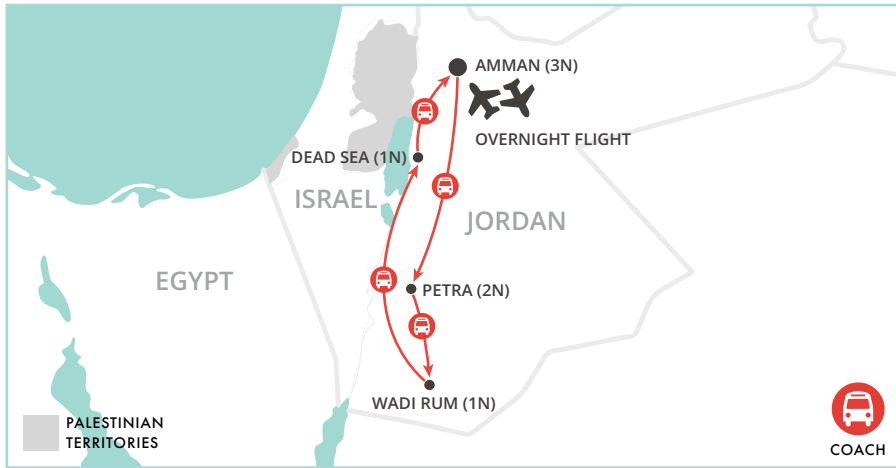 AMMAN (3N)
OVERNIGHT FLIGHT
DEAD SEA (1N)
ISRAEL
JORDAN
EGYPT
PETRA (2N)
WADI RUM (1N)
PALESTINIAN
TERRITORIES
COACH